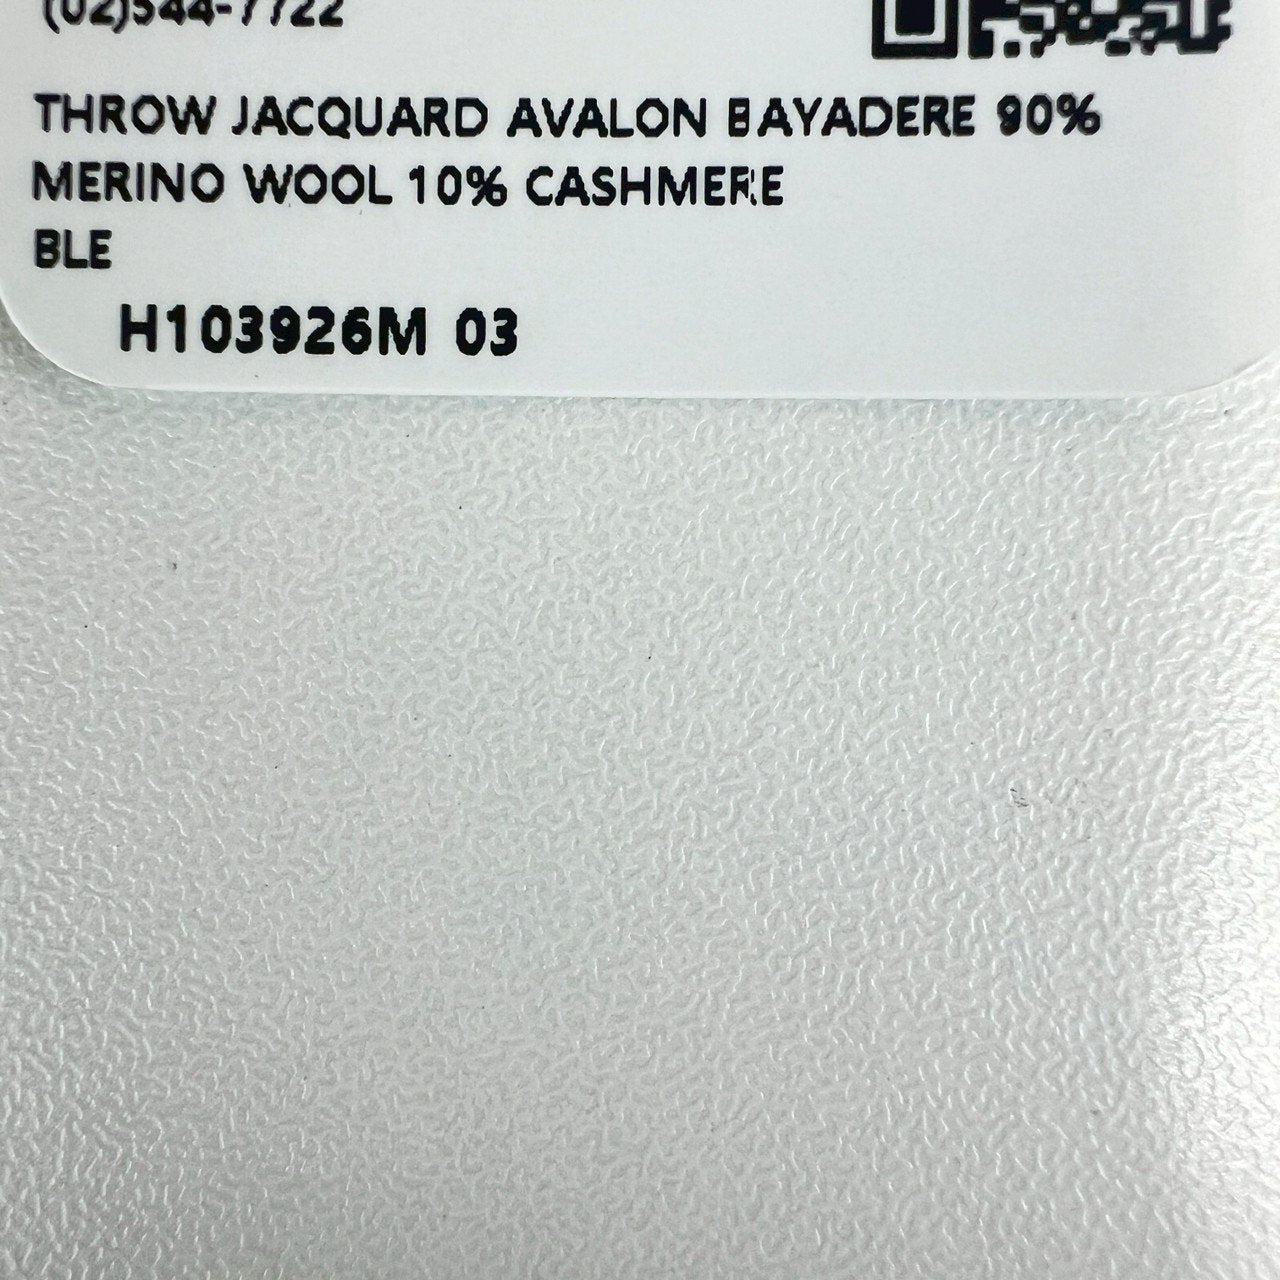 (02)544-7722
THROW JACQUARD AVALON BAYADERE 90%
MERINO WOOL 10% CASHMERE
BLE
H103926M 03